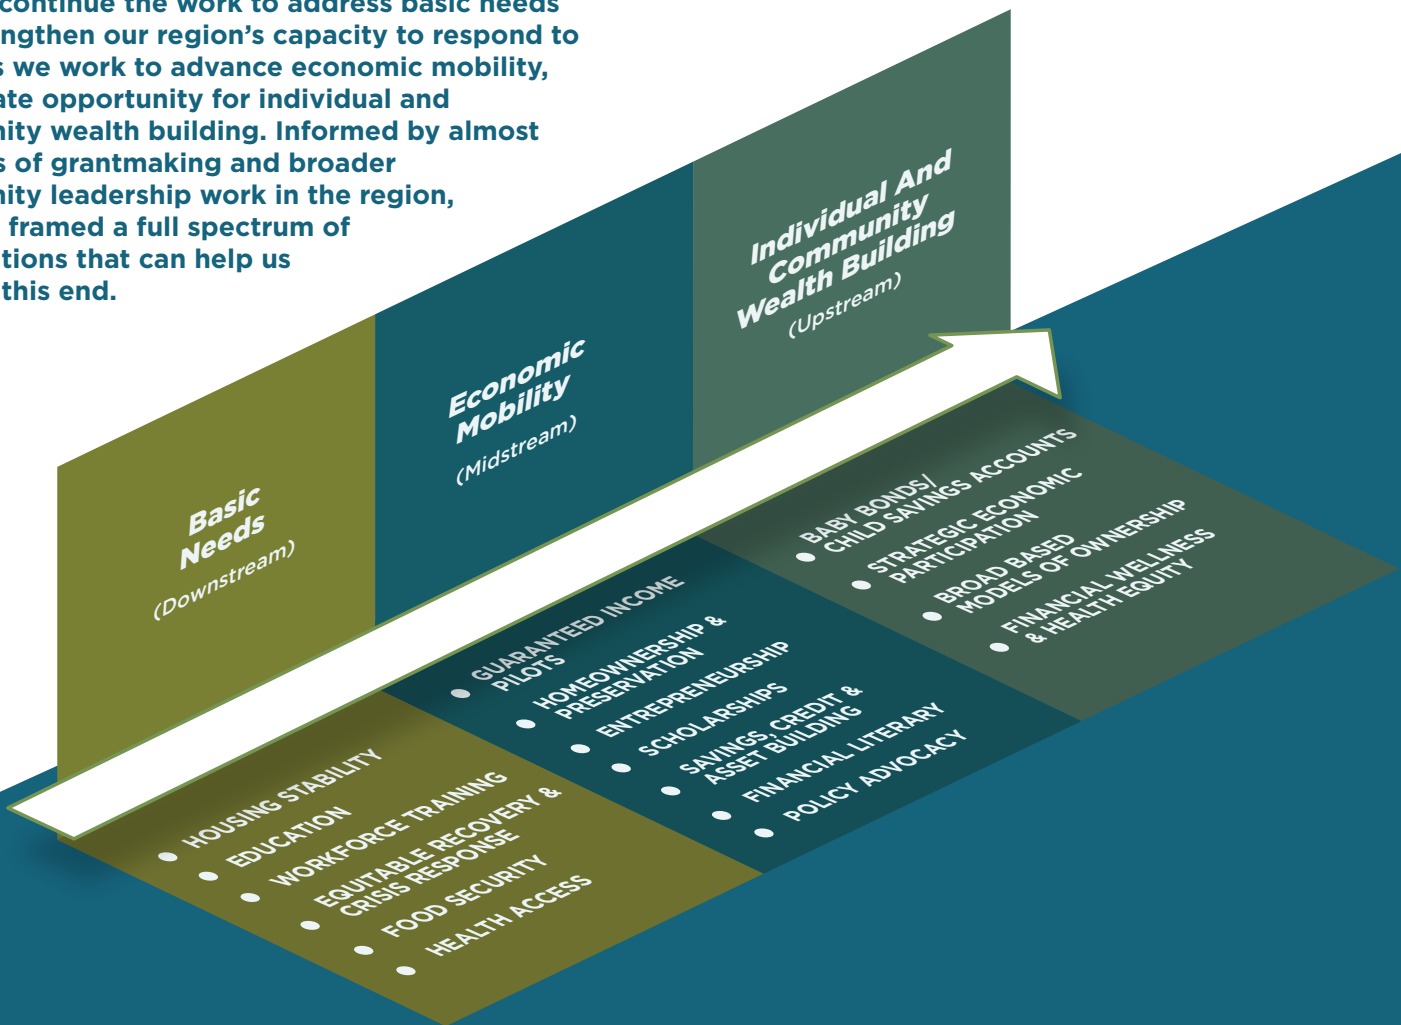 continue the work to address basic needs
ngthen our region's capacity to respond to
s we work to advance economic mobility,
ate opportunity for individual and
nity wealth building. Informed by almost
s of grantmaking and broader
nity leadership work in the region,
framed a full spectrum of
tions that can help us
this end.
Basic
Needs
(Downstream)
Economic
Mobility
(Midstream)
Individual And
Community
Wealth Building
(Upstream)
HOUSING STABILITY
EDUCATION
WORKFORCE TRAINING
EQUITABLE RECOVERY &
CRISIS RESPONSE
FOOD SECURITY
HEALTH ACCESS
GUARANTEED INCOME
PILOTS
HOMEOWNERSHIP &
PRESERVATION
ENTREPRENEURSHIP
SCHOLARSHIPS
SAVINGS, CREDIT &
ASSET BUILDING
FINANCIAL LITERARY
POLICY ADVOCACY
BABY BONDS/
CHILD SAVINGS ACCOUNTS
STRATEGIC ECONOMIC
PARTICIPATION
BROAD BASED
MODELS OF OWNERSHIP
FINANCIAL WELLNESS
& HEALTH EQUITY